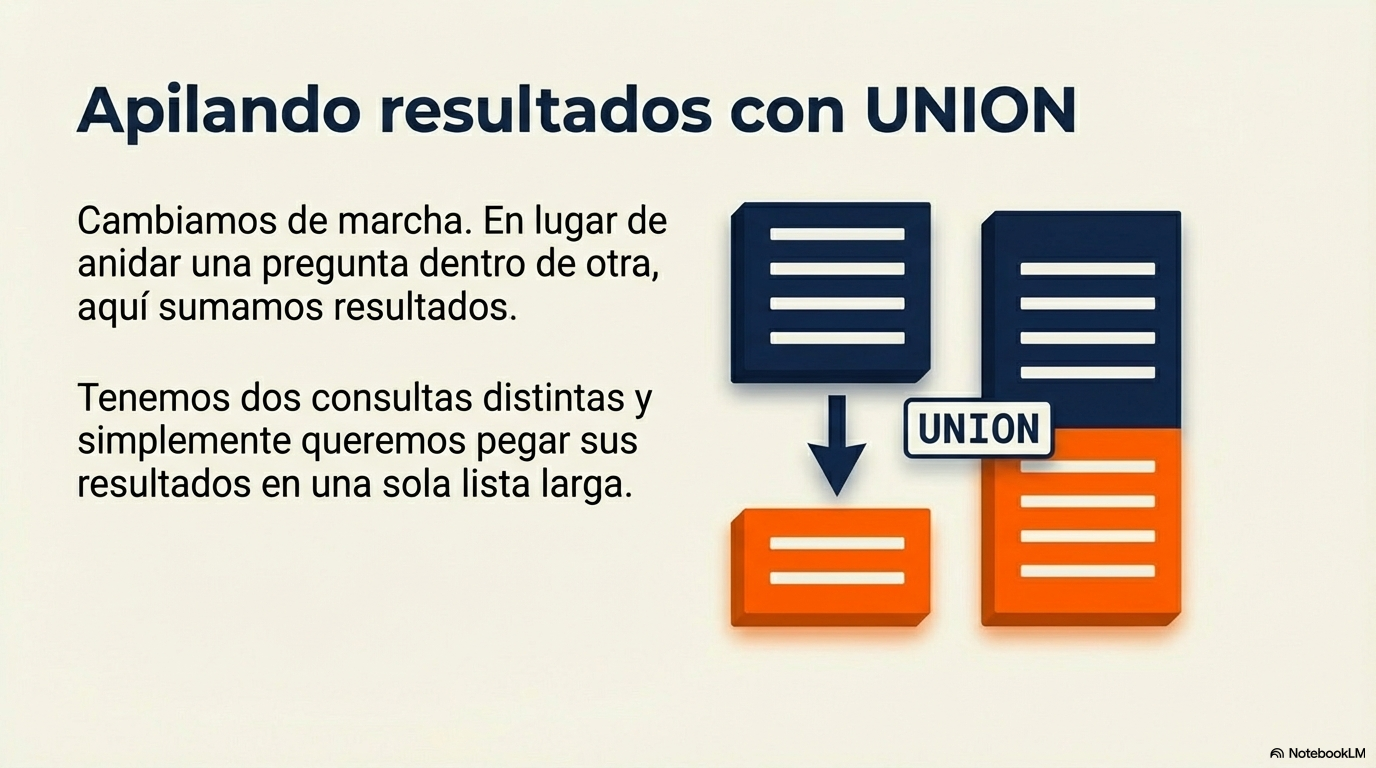 Apilando resultados con UNION
Cambiamos de marcha. En lugar de
anidar una pregunta dentro de otra,
aquí sumamos resultados.
Tenemos dos consultas distintas y
simplemente queremos pegar sus
resultados en una sola lista larga.
UNION
NotebookLM